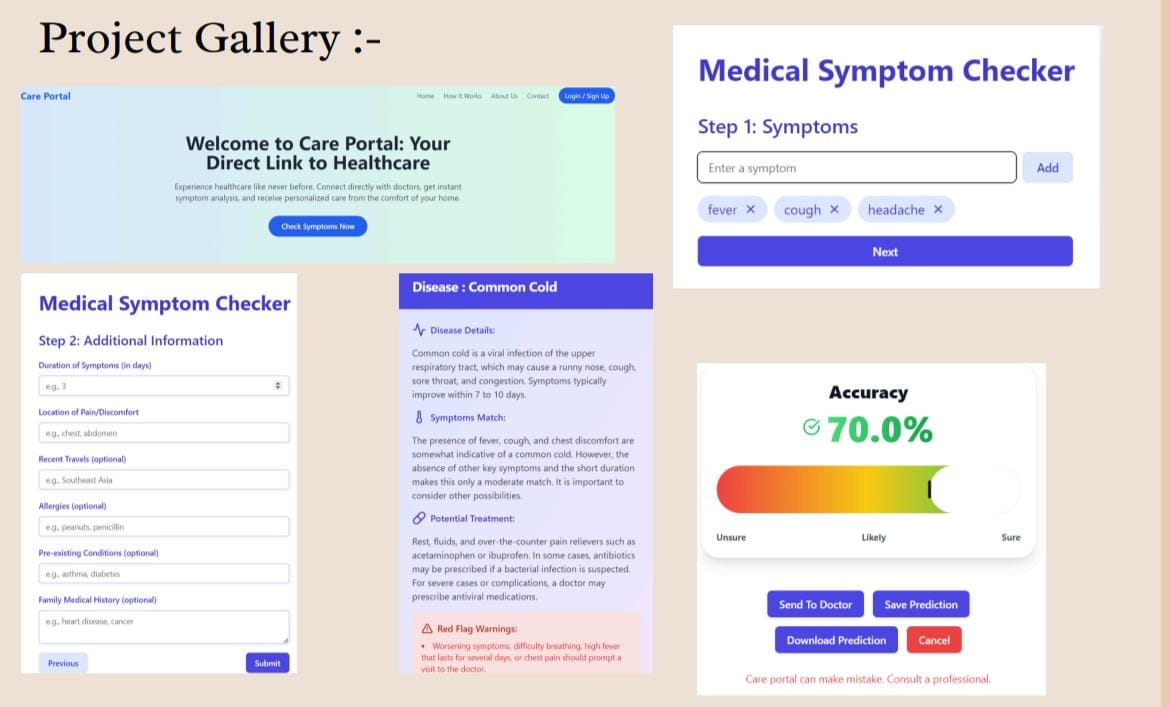 Project Gallery :-
Care Portal
Home How It Works About Us Contact Login / Sign Up
Welcome to Care Portal: Your
Direct Link to Healthcare
Experience healthcare like never before. Connect directly with doctors, get instant
symptom analysis, and receive personalized care from the comfort of your home.
Check Symptoms Now
Medical Symptom Checker
Step 1: Symptoms
Enter a symptom
Add
fever ✕ cough ✕ headache ✕
Next
Medical Symptom Checker
Step 2: Additional Information
Duration of Symptoms (in days)
e.g., 3
Location of Pain/Discomfort
e.g., chest, abdomen
Recent Travels (optional)
e.g., Southeast Asia
Allergies (optional)
e.g., peanuts, penicillin
Pre-existing Conditions (optional)
e.g., asthma, diabetes
Family Medical History (optional)
e.g., heart disease, cancer
Previous Submit
Disease : Common Cold
Disease Details:
Common cold is a viral infection of the upper
respiratory tract, which may cause a runny nose, cough,
sore throat, and congestion. Symptoms typically
improve within 7 to 10 days.
Symptoms Match:
The presence of fever, cough, and chest discomfort are
somewhat indicative of a common cold. However, the
absence of other key symptoms and the short duration
makes this only a moderate match. It is important to
consider other possibilities.
Potential Treatment:
Rest, fluids, and over-the-counter pain relievers such as
acetaminophen or ibuprofen. In some cases, antibiotics
may be prescribed if a bacterial infection is suspected.
For severe cases or complications, a doctor may
prescribe antiviral medications.
Red Flag Warnings:
• Worsening symptoms, difficulty breathing, high fever
that lasts for several days, or chest pain should prompt a
visit to the doctor.
Accuracy
70.0%
Unsure Likely Sure
Send To Doctor Save Prediction
Download Prediction Cancel
Care portal can make mistake. Consult a professional.